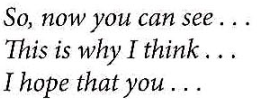 So, now you can see . . .
This is why I think . . .
I hope that you . . .